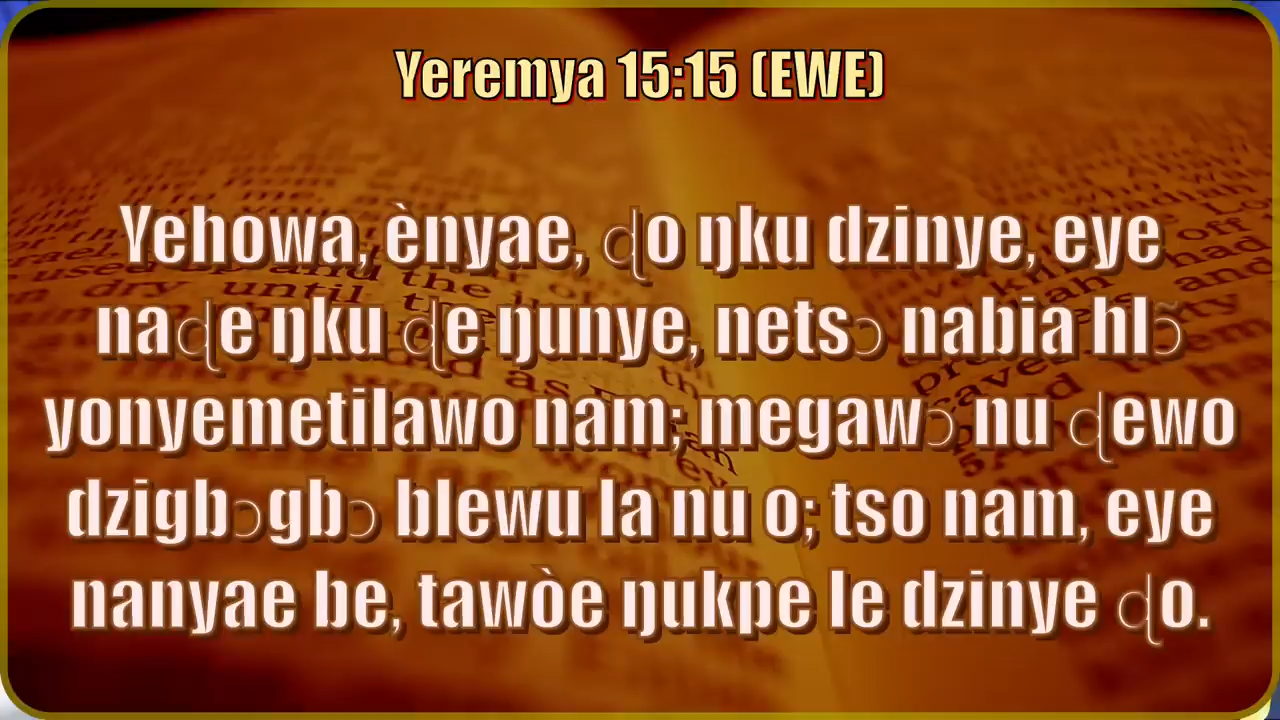 Yeremya 15:15 (EWE)
Yehowa, ènyae, ɖo ŋku dzinye, eye
naɖe ŋku ɖe ŋunye, netsɔ nabia hlɔ̃
yonyemetilawo nam; megawɔ nu ɖewo
dzigbɔgbɔ blewu la nu o; tso nam, eye
nanyae be, tawòe ŋukpe le dzinye ɖo.